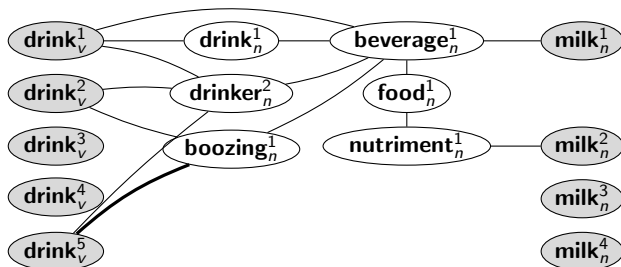 drink¹ᵥ drink¹ₙ beverage¹ₙ milk¹ₙ
drink²ᵥ drinker²ₙ food¹ₙ
drink³ᵥ boozing¹ₙ nutriment¹ₙ milk²ₙ
drink⁴ᵥ milk³ₙ
drink⁵ᵥ milk⁴ₙ